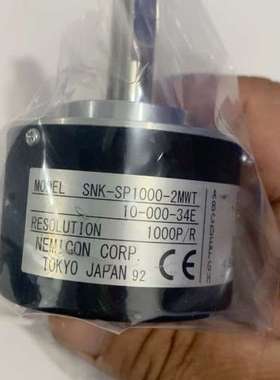 MODEL SNK-SP1000-2MWT
10-000-34E
RESOLUTION 1000P/R
NEMICON CORP.
TOKYO JAPAN 92 CE